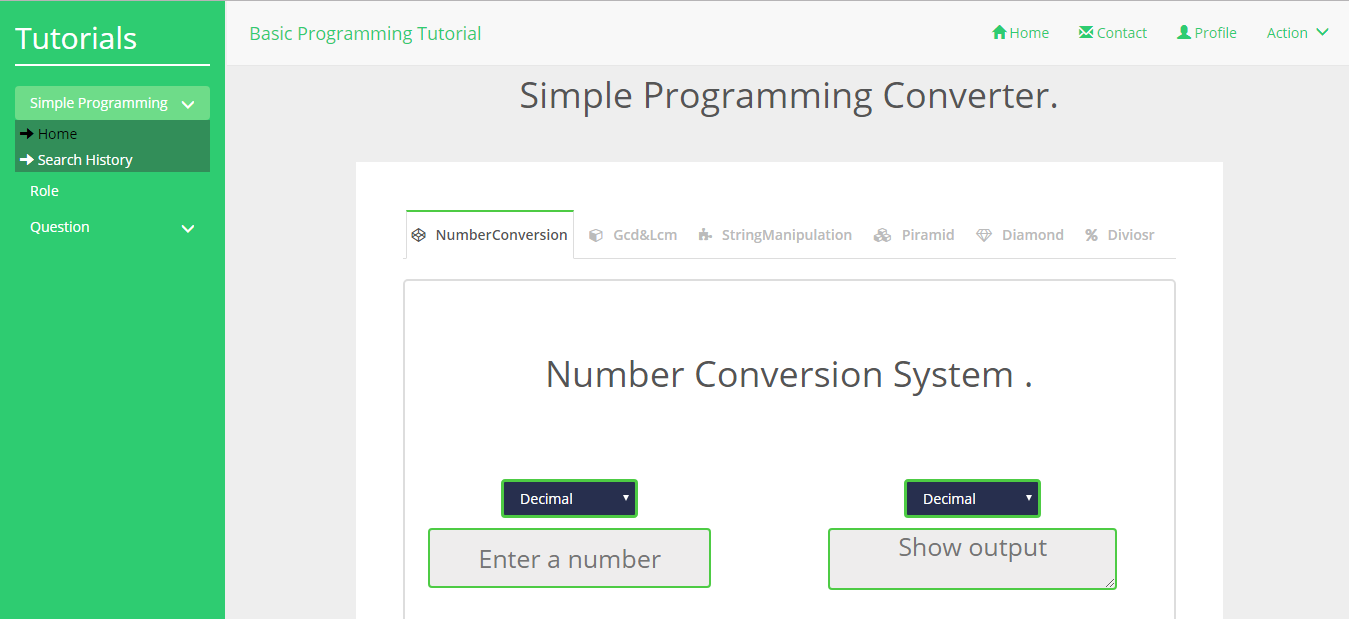 Tutorials
Simple Programming
Home
Search History
Role
Question
Basic Programming Tutorial
Home Contact Profile Action
Simple Programming Converter.
NumberConversion Gcd&Lcm StringManipulation Piramid Diamond Diviosr
Number Conversion System .
Decimal Decimal
Enter a number Show output